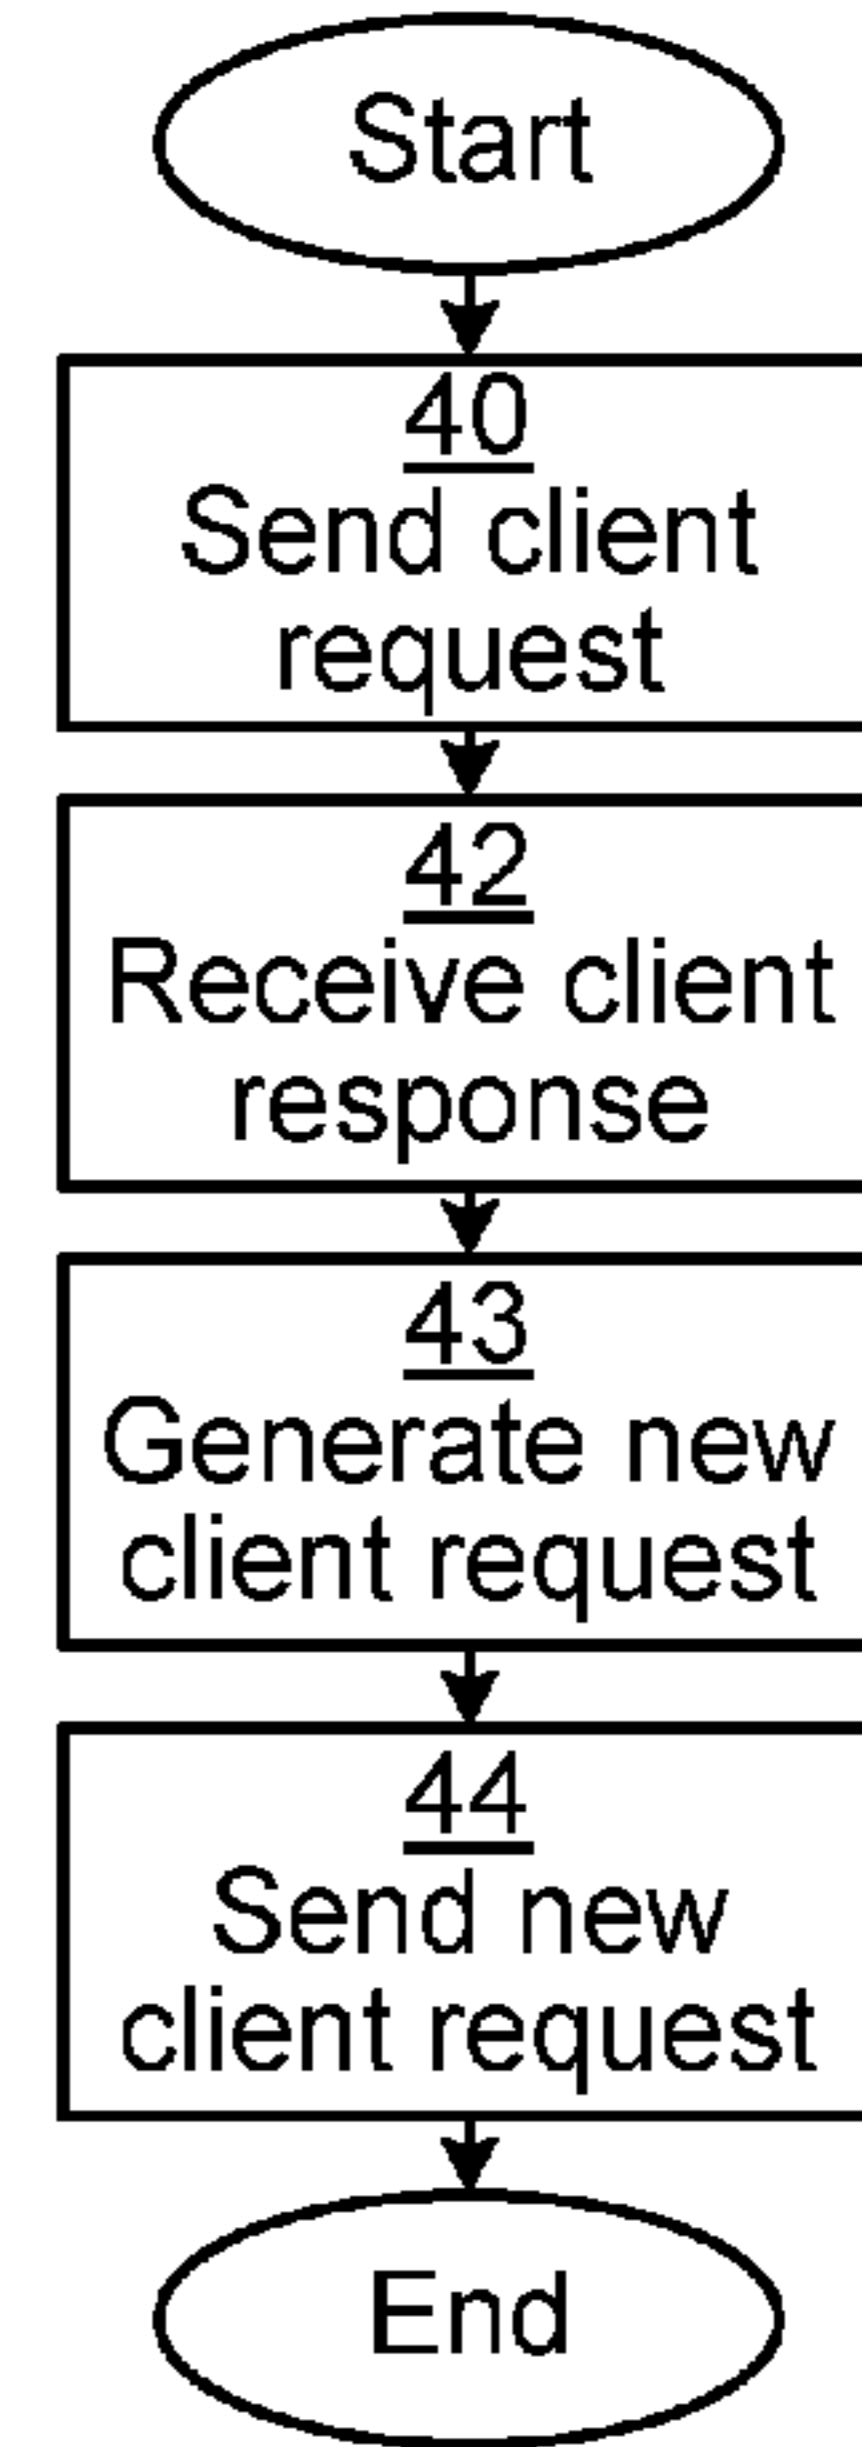 Start
40
Send client
request
42
Receive client
response
43
Generate new
client request
44
Send new
client request
End